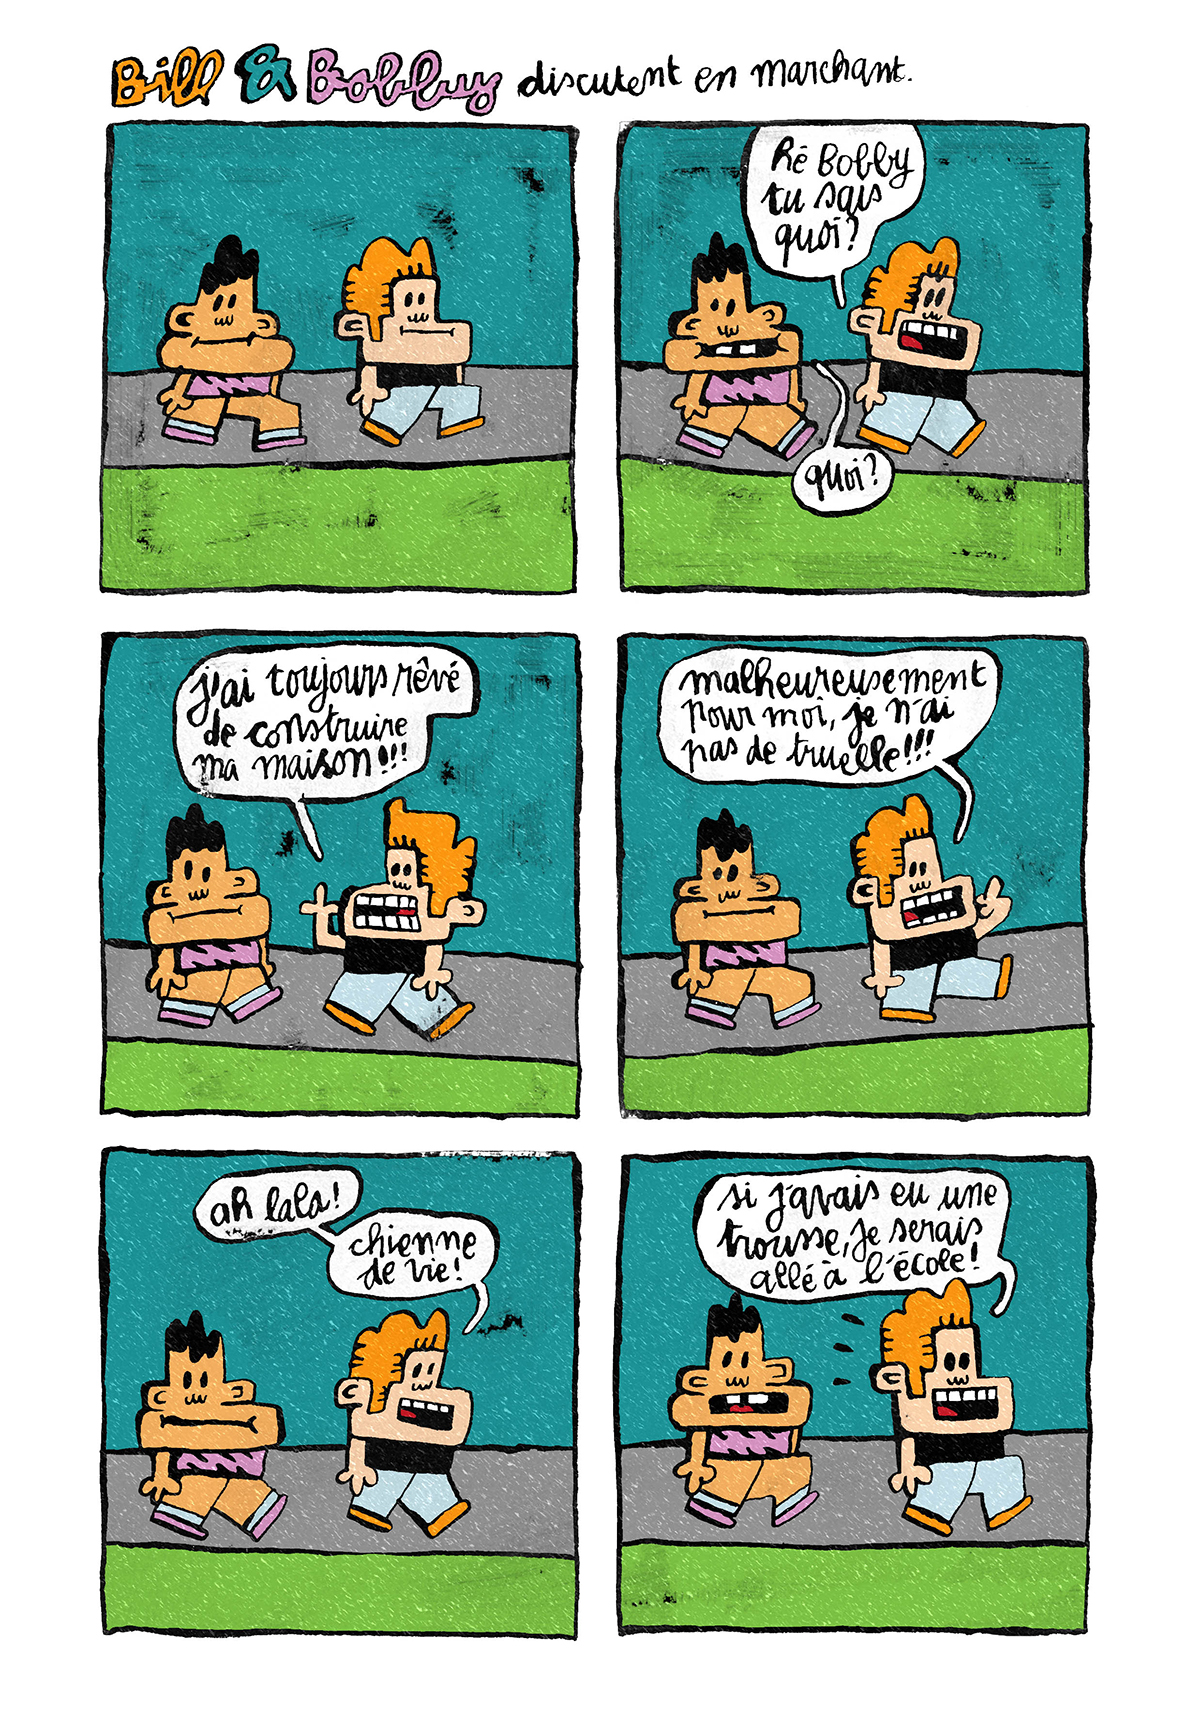 Bill & Bobby discutent en marchant.
hé Bobby
tu sais
quoi?
quoi?
j'ai toujours rêvé
de construire
ma maison!!!
malheureusement
pour moi, je n'ai
pas de truelle!!!
ah lala!
chienne
de vie!
si j'avais eu une
trousse, je serais
allé à l'école!